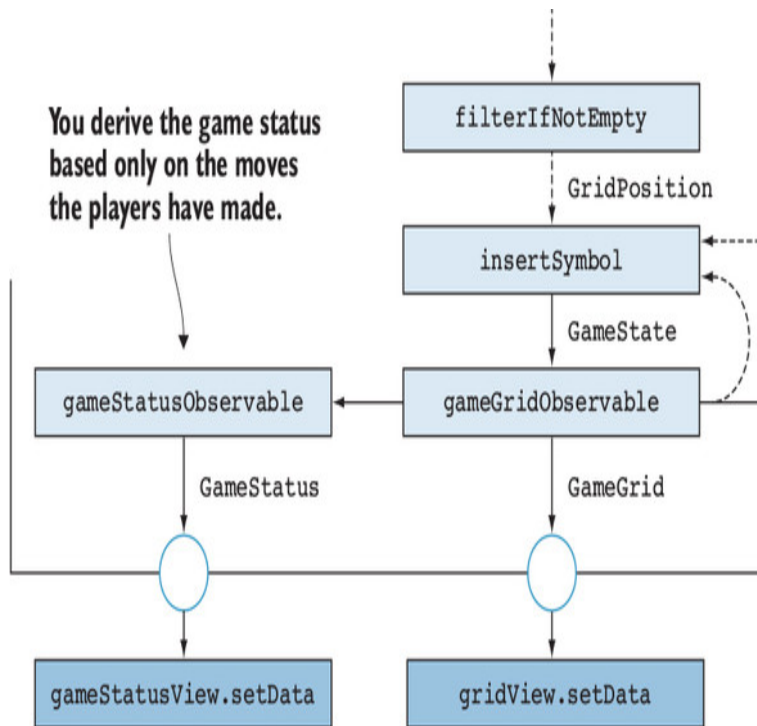 filterIfNotEmpty
You derive the game status
based only on the moves
the players have made.
GridPosition
insertSymbol
GameState
gameStatusObservable
gameGridObservable
GameStatus
GameGrid
gameStatusView.setData
gridView.setData